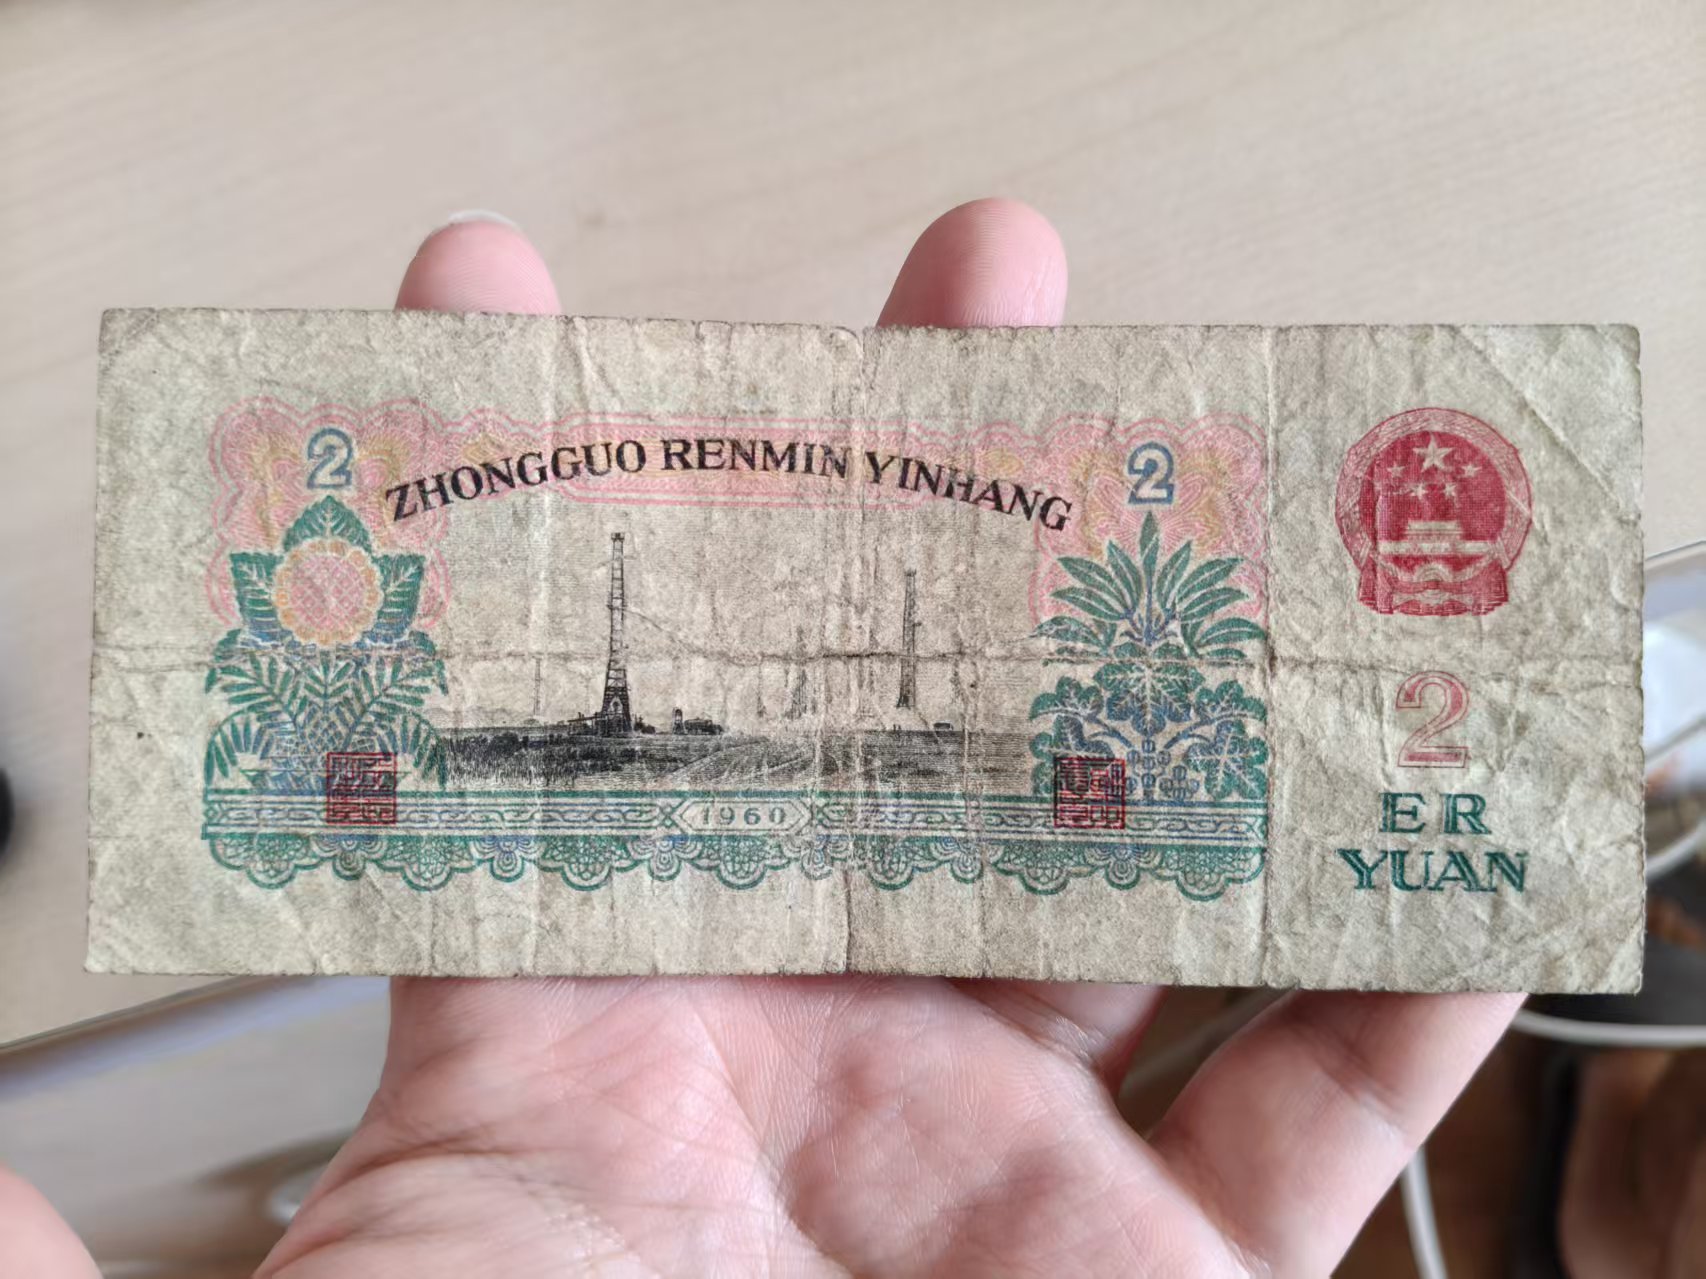 2
ZHONGGUO RENMIN YINHANG
2
1960
2
ER
YUAN